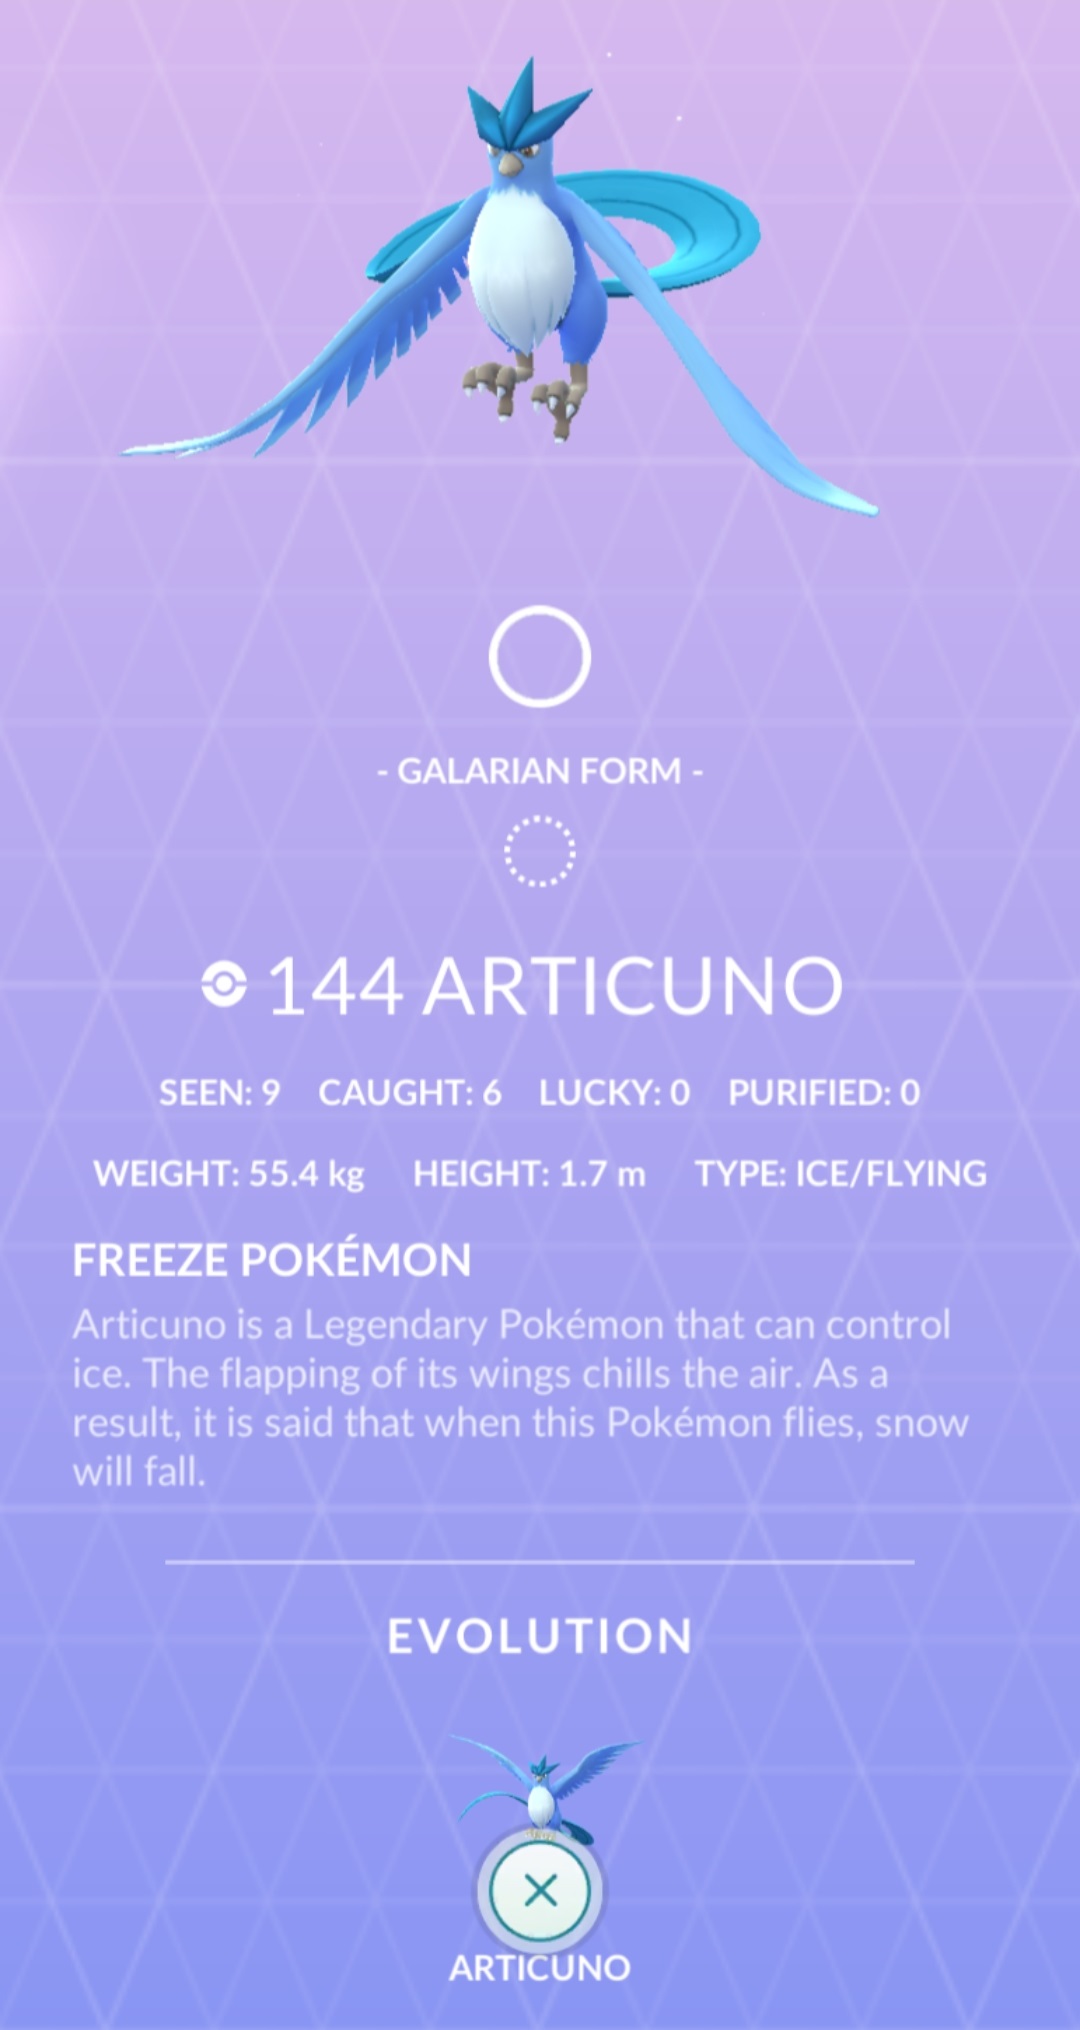 - GALARIAN FORM -
144 ARTICUNO
SEEN: 9 CAUGHT: 6 LUCKY: 0 PURIFIED: 0
WEIGHT: 55.4 kg HEIGHT: 1.7 m TYPE: ICE/FLYING
FREEZE POKÉMON
Articuno is a Legendary Pokémon that can control
ice. The flapping of its wings chills the air. As a
result, it is said that when this Pokémon flies, snow
will fall.
EVOLUTION
ARTICUNO